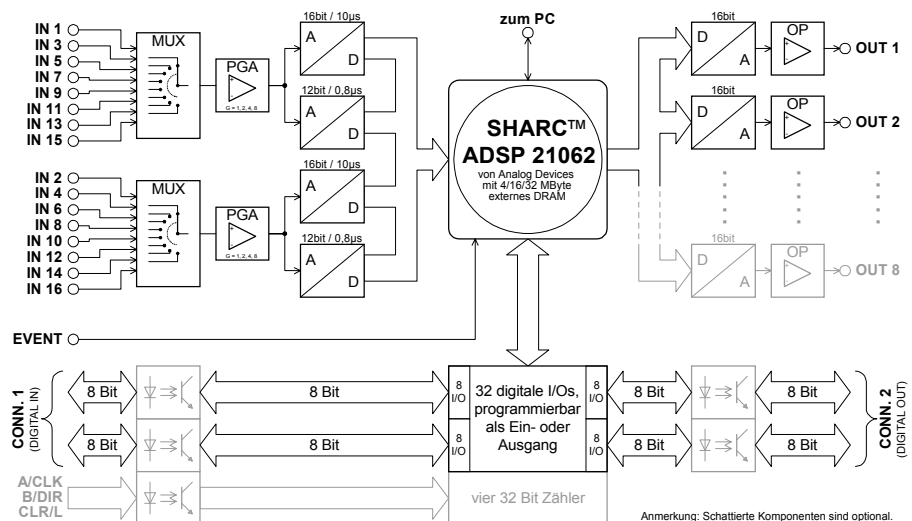 IN 1
IN 3
IN 5
IN 7
IN 9
IN 11
IN 13
IN 15
MUX
PGA
G = 1, 2, 4, 8
16bit / 10µs
A
D
12bit / 0,8µs
A
D
IN 2
IN 4
IN 6
IN 8
IN 10
IN 12
IN 14
IN 16
MUX
PGA
G = 1, 2, 4, 8
16bit / 10µs
A
D
12bit / 0,8µs
A
D
EVENT
zum PC
SHARC™
ADSP 21062
von Analog Devices
mit 4/16/32 MByte
externes DRAM
16bit
D
A
OP
OUT 1
16bit
D
A
OP
OUT 2
16bit
D
A
OP
OUT 8
CONN. 1
(DIGITAL IN)
8 Bit
8 Bit
8 I/O
8 Bit
8 Bit
8 I/O
32 digitale I/Os,
programmierbar
als Ein- oder
Ausgang
8 I/O
8 Bit
8 Bit
8 I/O
8 Bit
8 Bit
CONN. 2
(DIGITAL OUT)
A/CLK
B/DIR
CLR/L
vier 32 Bit Zähler
Anmerkung: Schattierte Komponenten sind optional.